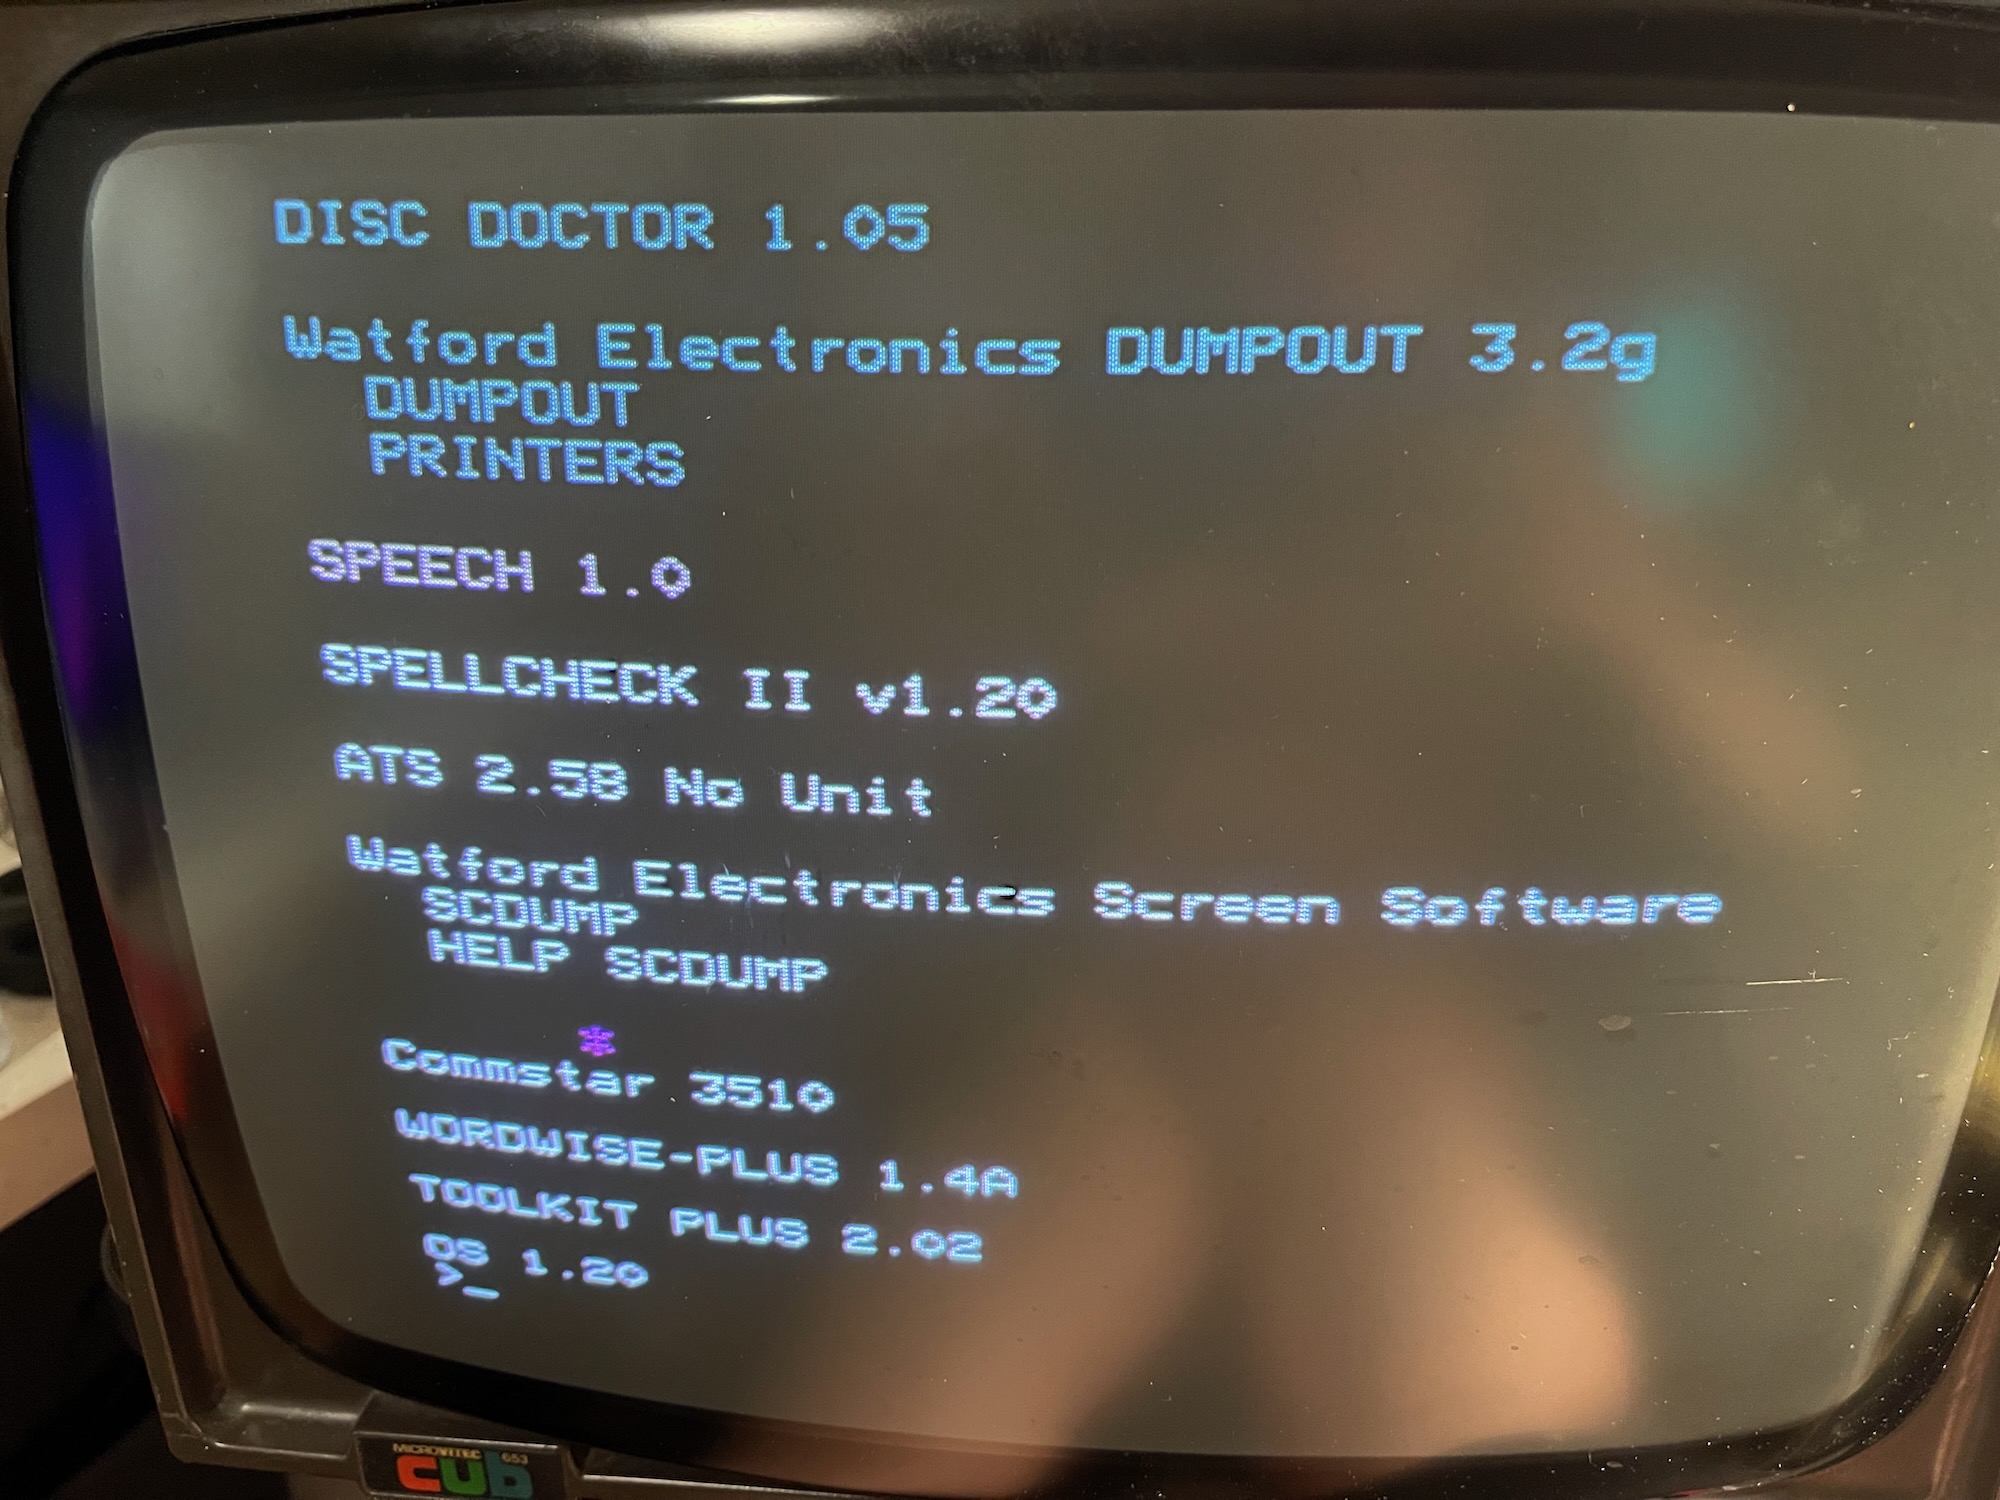 DISC DOCTOR 1.05
Watford Electronics DUMPOUT 3.2g
DUMPOUT
PRINTERS
SPEECH 1.0
SPELLCHECK II v1.20
ATS 2.58 No Unit
Watford Electronics Screen Software
SCDUMP
HELP SCDUMP
*
Commstar 3510
WORDWISE-PLUS 1.4A
TOOLKIT PLUS 2.02
OS 1.20
>_
MICROVITEC 653
cub